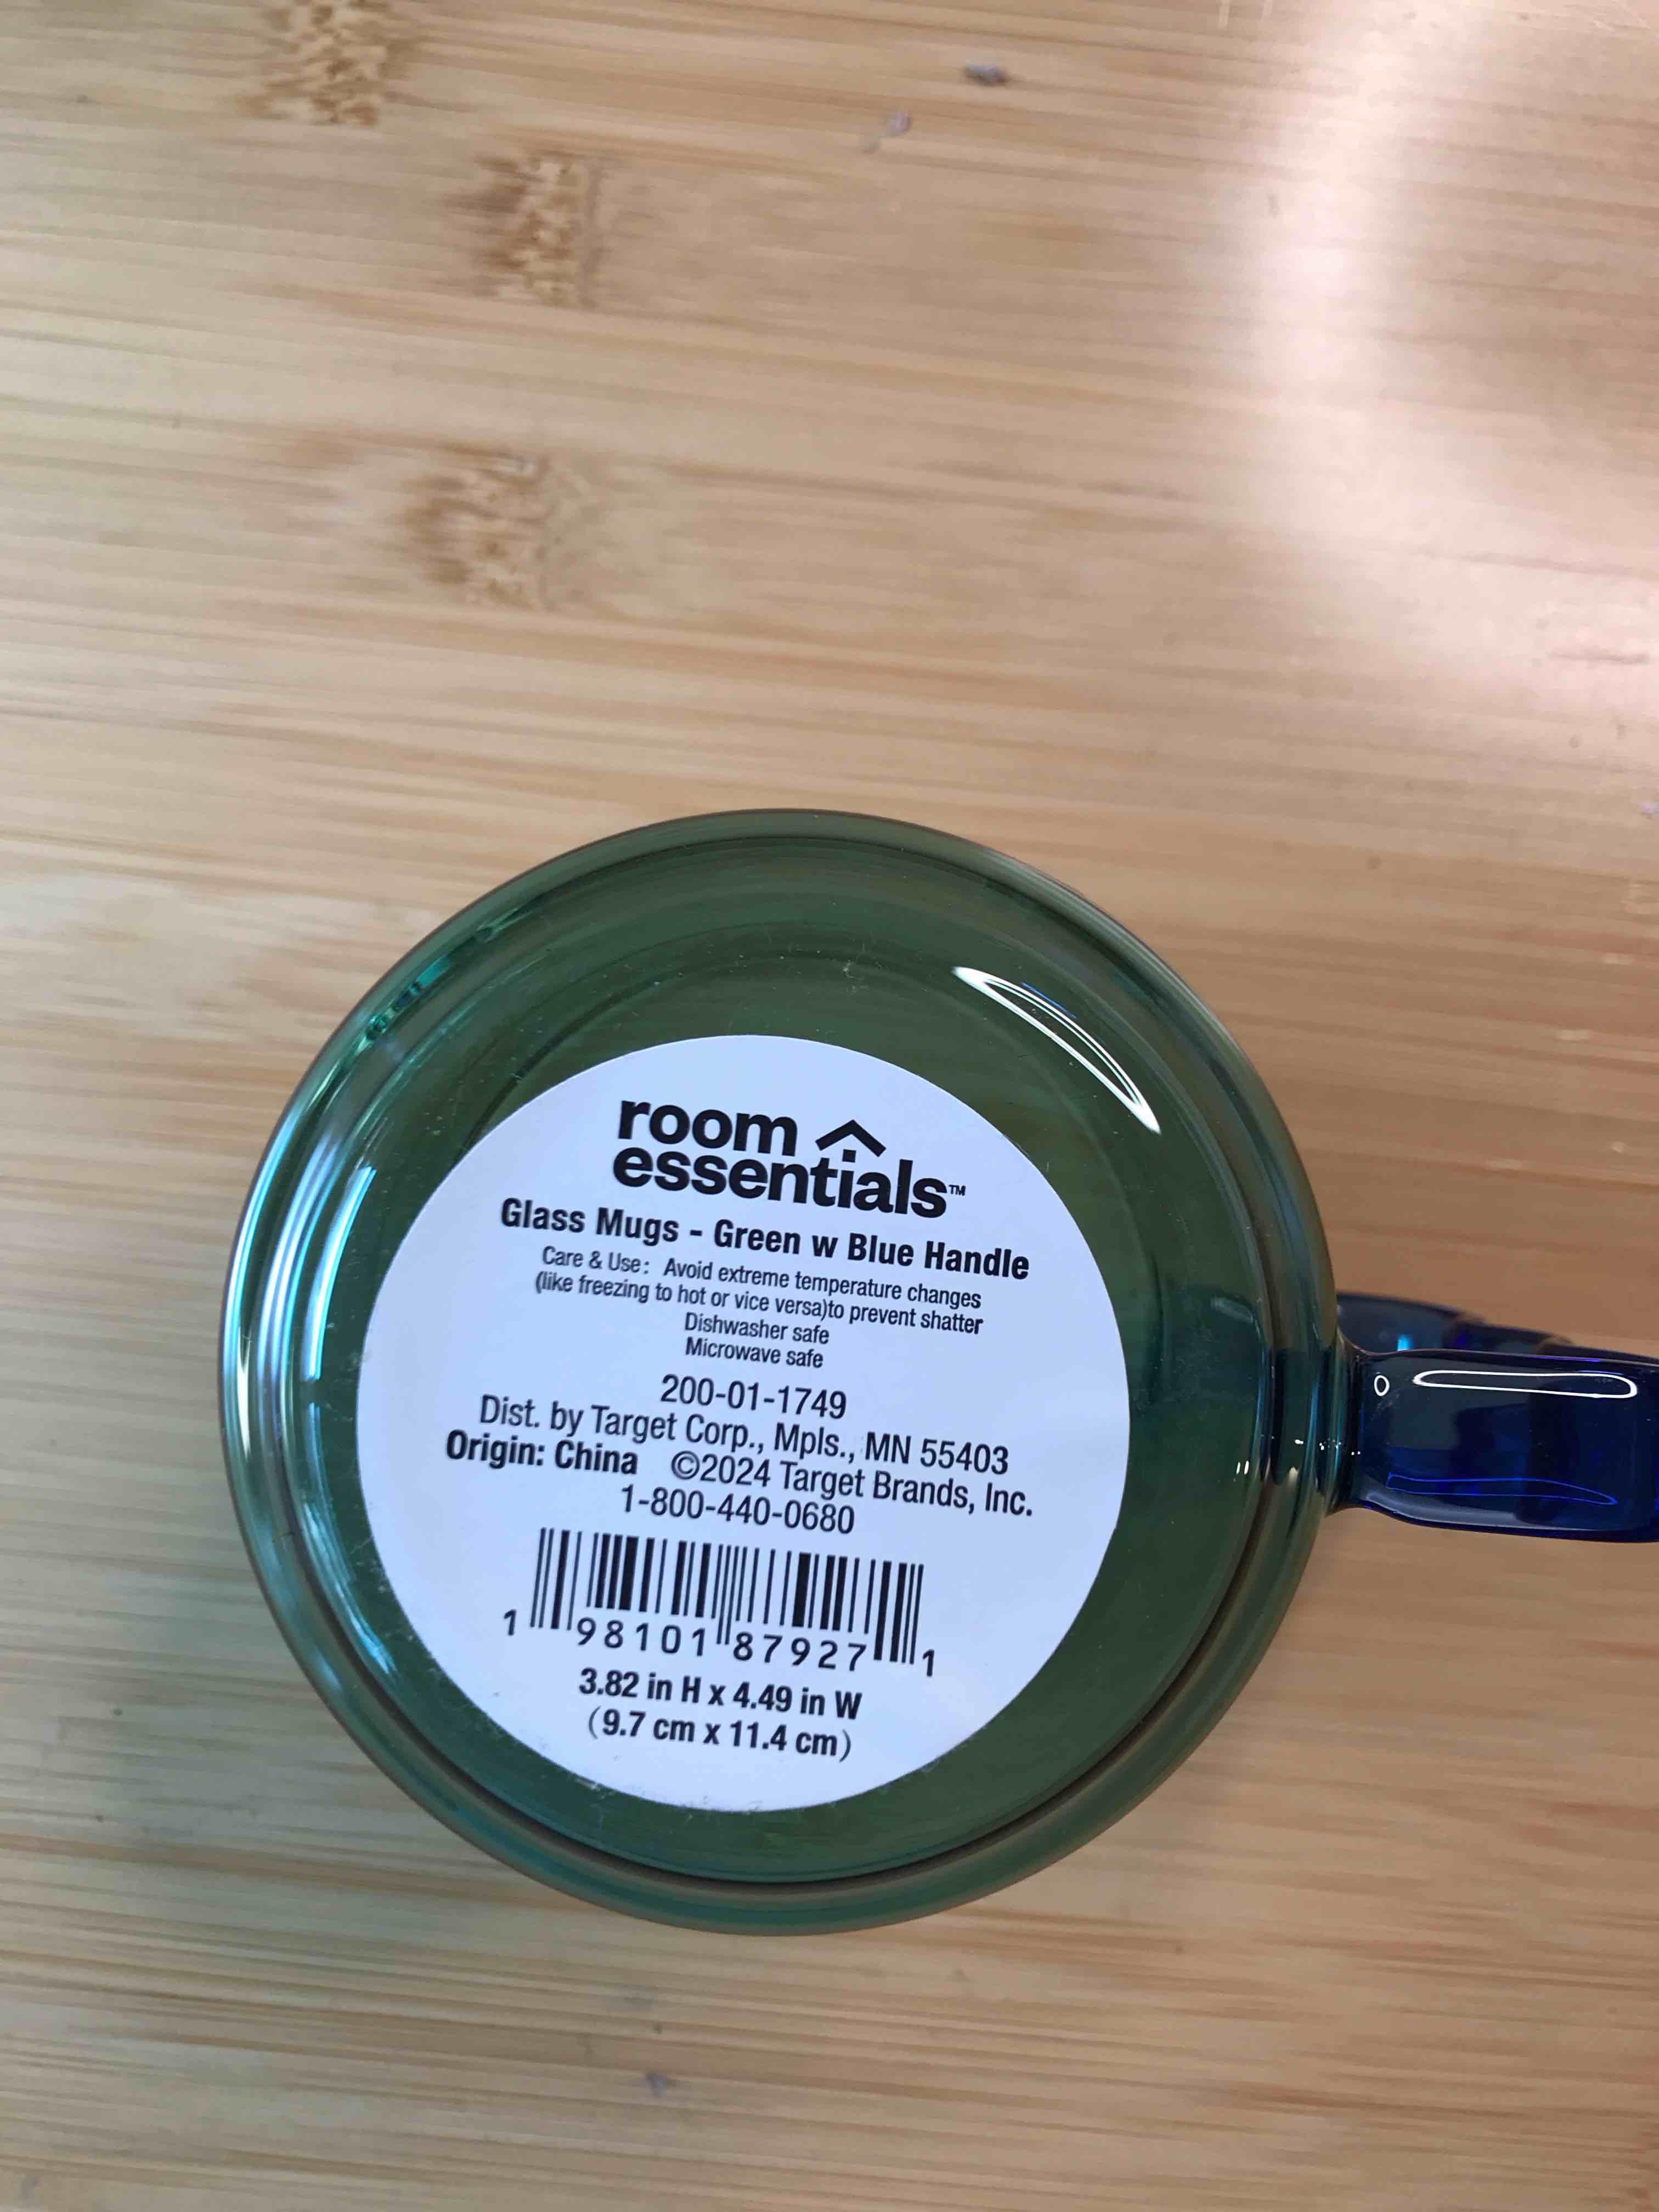 room
essentials™
Glass Mugs - Green w Blue Handle
Care & Use: Avoid extreme temperature changes
(like freezing to hot or vice versa)to prevent shatter
Dishwasher safe
Microwave safe
200-01-1749
Dist. by Target Corp., Mpls., MN 55403
Origin: China ©2024 Target Brands, Inc.
1-800-440-0680
1 98101 87927 1
3.82 in H x 4.49 in W
(9.7 cm x 11.4 cm)